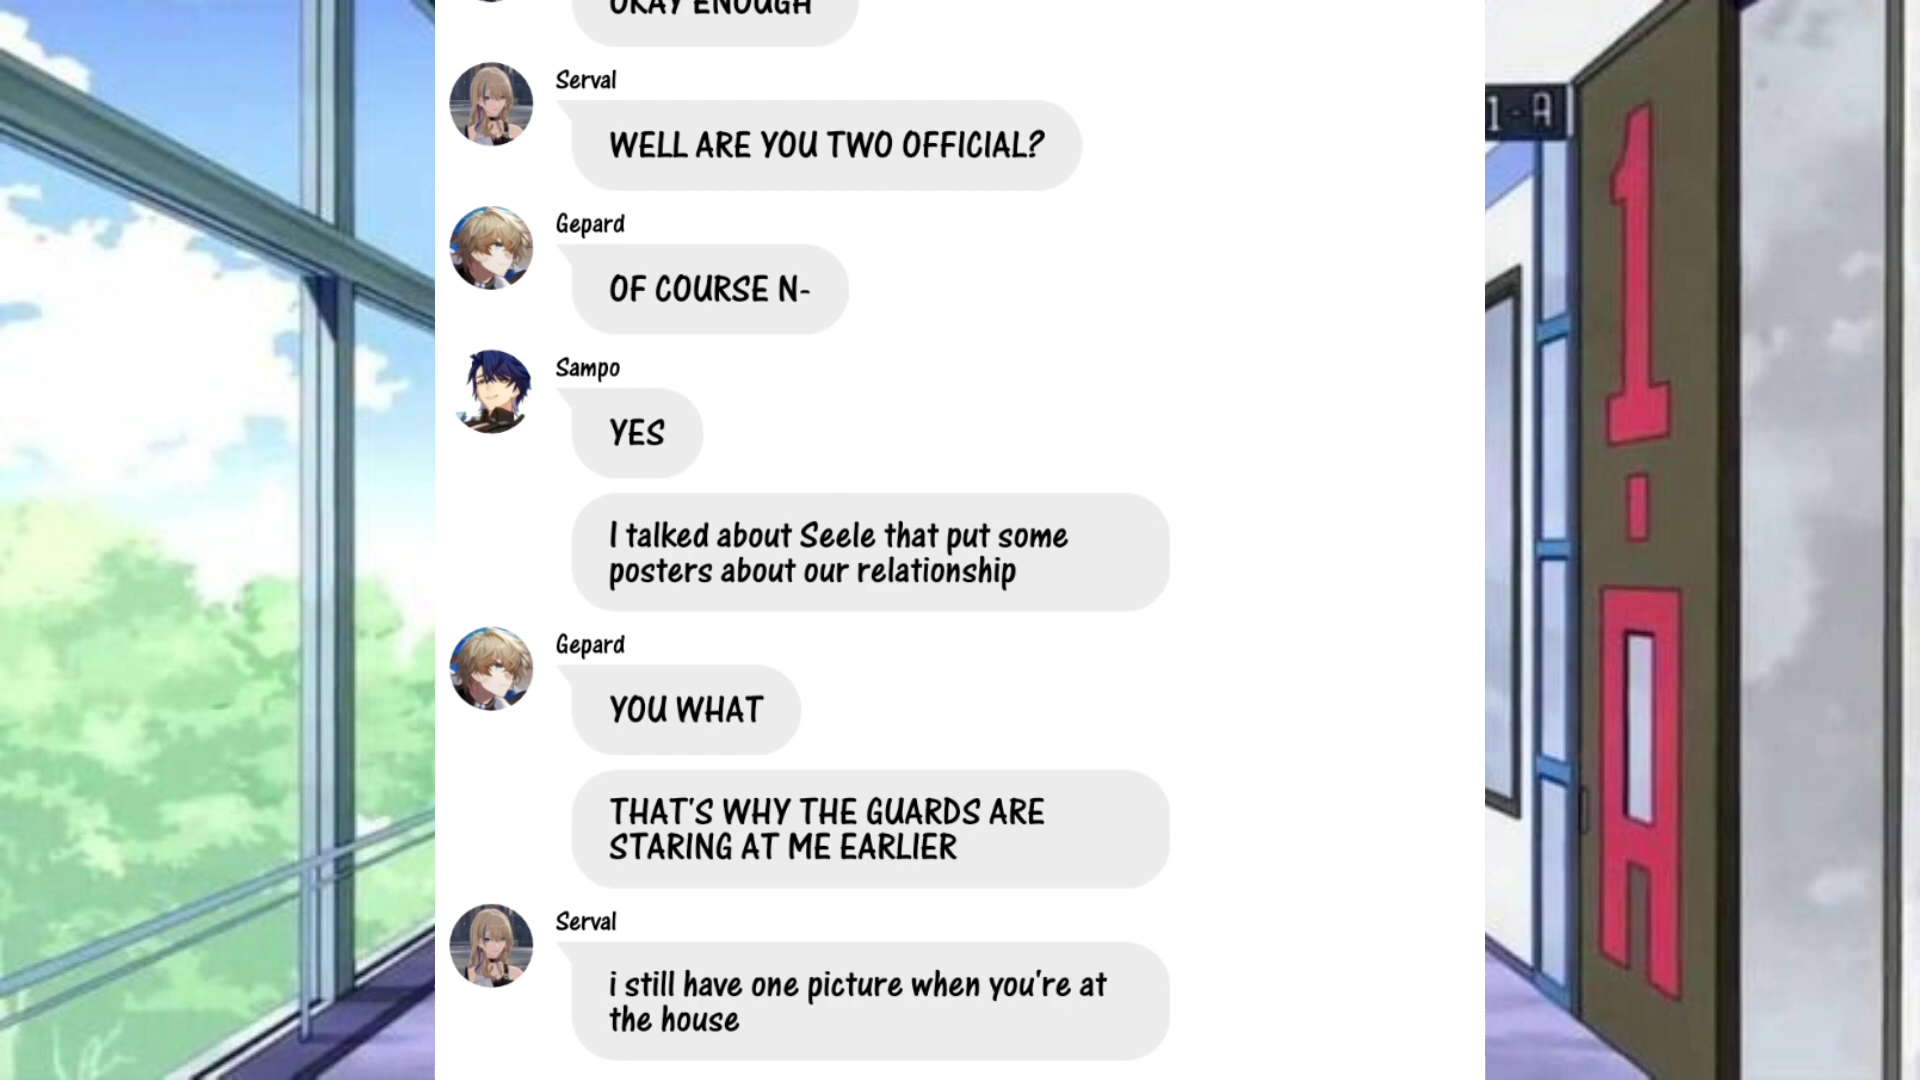 OKAY ENOUGH
Serval
WELL ARE YOU TWO OFFICIAL?
Gepard
OF COURSE N-
Sampo
YES
I talked about Seele that put some
posters about our relationship
Gepard
YOU WHAT
THAT'S WHY THE GUARDS ARE
STARING AT ME EARLIER
Serval
i still have one picture when you're at
the house
1-A
1-A